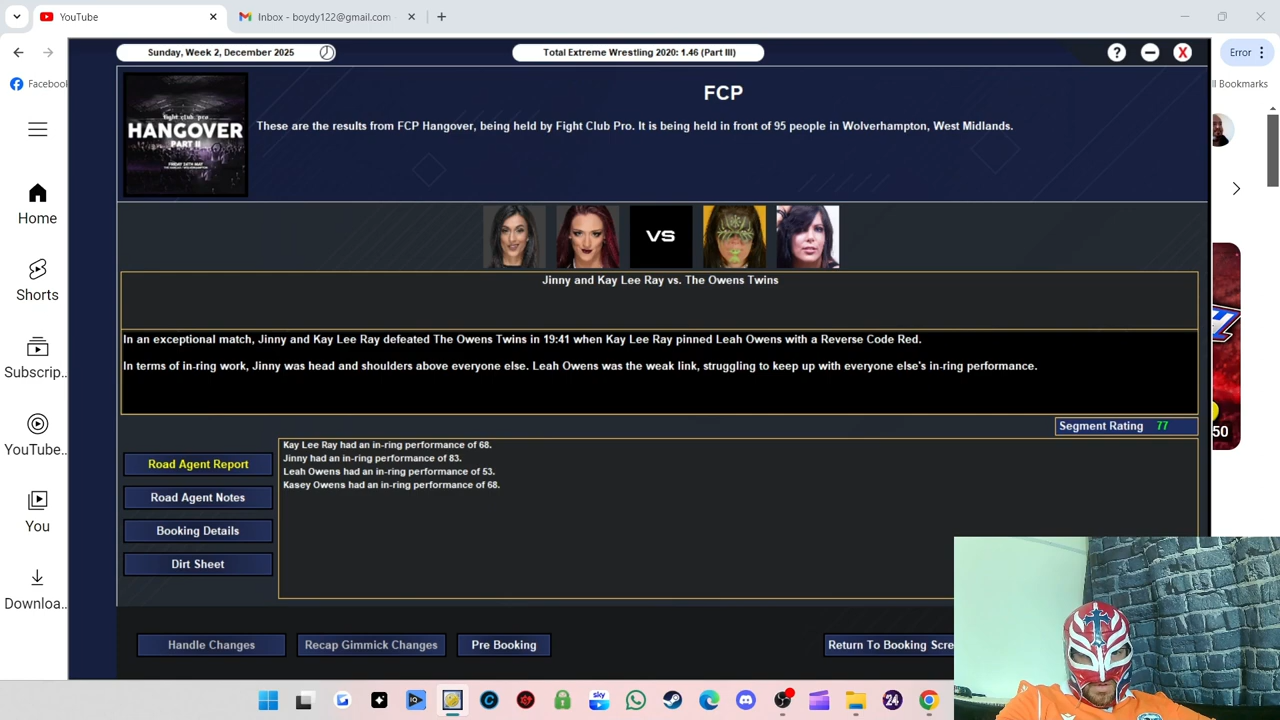 YouTube
Inbox - boydy122@gmail.com
Sunday, Week 2, December 2025
Total Extreme Wrestling 2020: 1.46 (Part III)
?
X
Error
Facebook
ll Bookmarks
fight club pro
HANGOVER
PART II
FCP
These are the results from FCP Hangover, being held by Fight Club Pro. It is being held in front of 95 people in Wolverhampton, West Midlands.
Home
Shorts
Subscrip...
YouTube...
You
Downloa...
VS
Jinny and Kay Lee Ray vs. The Owens Twins
In an exceptional match, Jinny and Kay Lee Ray defeated The Owens Twins in 19:41 when Kay Lee Ray pinned Leah Owens with a Reverse Code Red.
In terms of in-ring work, Jinny was head and shoulders above everyone else. Leah Owens was the weak link, struggling to keep up with everyone else's in-ring performance.
Segment Rating 77
50
Road Agent Report
Road Agent Notes
Booking Details
Dirt Sheet
Kay Lee Ray had an in-ring performance of 68.
Jinny had an in-ring performance of 83.
Leah Owens had an in-ring performance of 53.
Kasey Owens had an in-ring performance of 68.
Handle Changes
Recap Gimmick Changes
Pre Booking
Return To Booking Scre
sky
24